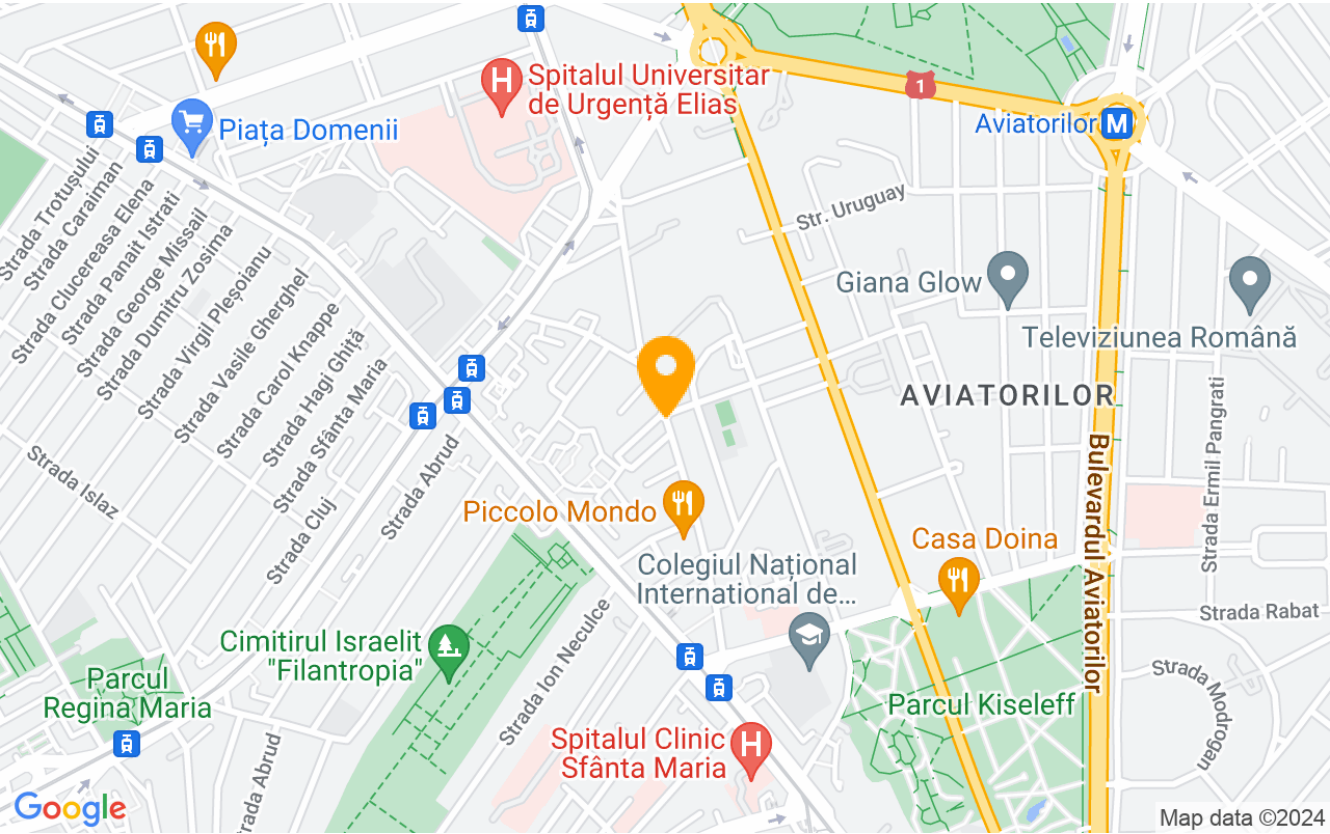 Spitalul Universitar
de Urgență Elias
1
Aviatorilor
M
Piața Domenii
H
Strada Trotușului
Strada Caraiman
Strada Clucereasa Elena
Strada Panait Istrati
Strada George Missail
Strada Dumitru Zosima
Strada Virgil Pleșoianu
Strada Vasile Gherghel
Strada Carol Knappe
Strada Hagi Ghiță
Strada Sfânta Maria
Strada Cluj
Strada Abrud
Strada Islaz
Str. Uruguay
Giana Glow
Televiziunea Română
AVIATORILOR
Strada Ermil Pangrati
Bulevardul Aviatorilor
Piccolo Mondo
Casa Doina
Colegiul Național
International de...
Strada Rabat
Cimitirul Israelit
"Filantropia"
Strada Ion Neculce
Parcul
Regina Maria
Strada Modrogan
Parcul Kiseleff
Spitalul Clinic
Sfânta Maria
H
trada Abrud
Google
Map data ©2024